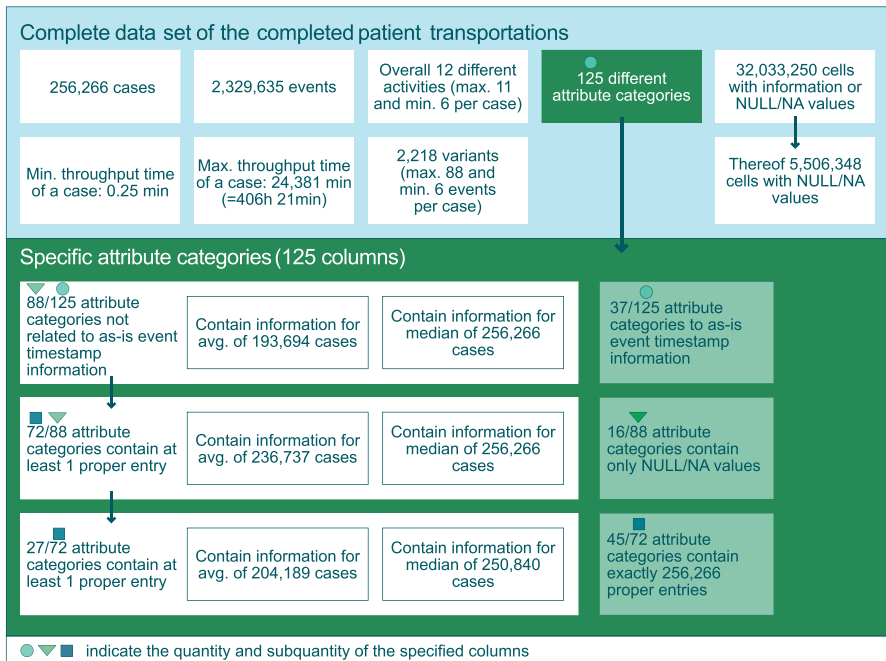 Complete data set of the completed patient transportations
256,266 cases
2,329,635 events
Overall 12 different
activities (max. 11
and min. 6 per case)
125 different
attribute categories
32,033,250 cells
with information or
NULL/NA values
Min. throughput time
of a case: 0.25 min
Max. throughput time
of a case: 24,381 min
(=406h 21min)
2,218 variants
(max. 88 and
min. 6 events
per case)
Thereof 5,506,348
cells with NULL/NA
values
Specific attribute categories (125 columns)
88/125 attribute
categories not
related to as-is event
timestamp
information
Contain information for
avg. of 193,694 cases
Contain information for
median of 256,266
cases
37/125 attribute
categories to as-is
event timestamp
information
72/88 attribute
categories contain at
least 1 proper entry
Contain information for
avg. of 236,737 cases
Contain information for
median of 256,266
cases
16/88 attribute
categories contain
only NULL/NA values
27/72 attribute
categories contain at
least 1 proper entry
Contain information for
avg. of 204,189 cases
Contain information for
median of 250,840
cases
45/72 attribute
categories contain
exactly 256,266
proper entries
indicate the quantity and subquantity of the specified columns